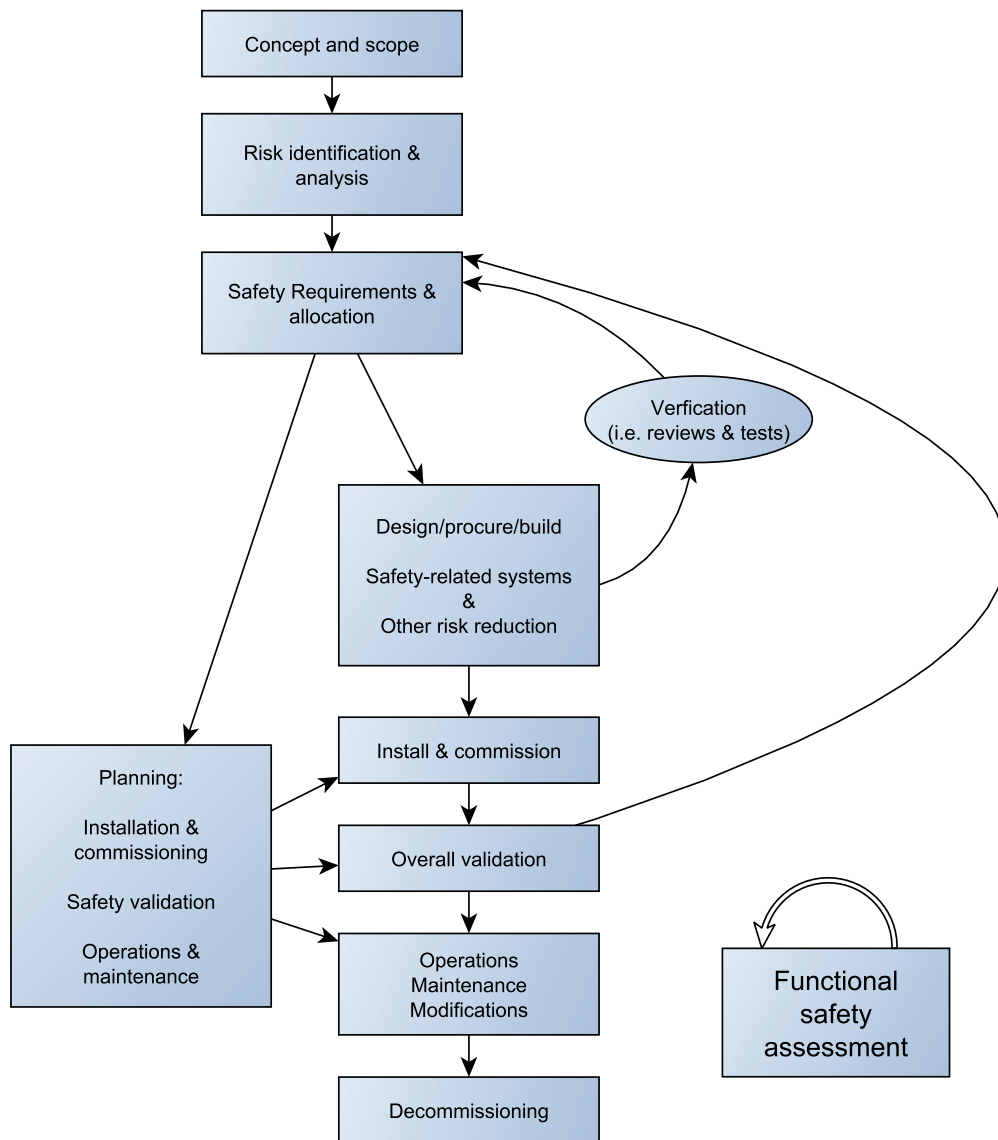 Concept and scope
Risk identification &
analysis
Safety Requirements &
allocation
Verfication
(i.e. reviews & tests)
Design/procure/build
Safety-related systems
&
Other risk reduction
Install & commission
Planning:
Installation &
commissioning
Safety validation
Operations &
maintenance
Overall validation
Operations
Maintenance
Modifications
Decommissioning
Functional
safety
assessment